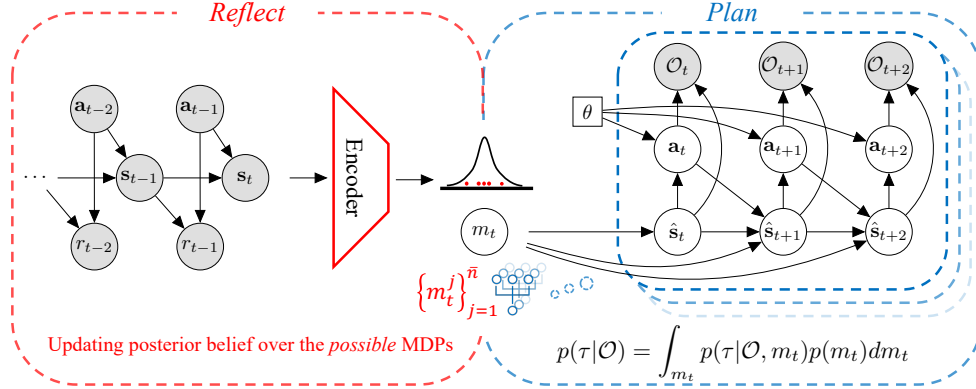 Reflect
Plan
𝒪_t 𝒪_{t+1} 𝒪_{t+2}
a_{t−2} a_{t−1}
θ
Encoder
a_t a_{t+1} a_{t+2}
··· s_{t−1} s_t
r_{t−2} r_{t−1}
m_t
ŝ_t ŝ_{t+1} ŝ_{t+2}
{m_t^j}_{j=1}^{n̄}
Updating posterior belief over the possible MDPs
p(τ|𝒪) = ∫_{m_t} p(τ|𝒪, m_t)p(m_t)dm_t